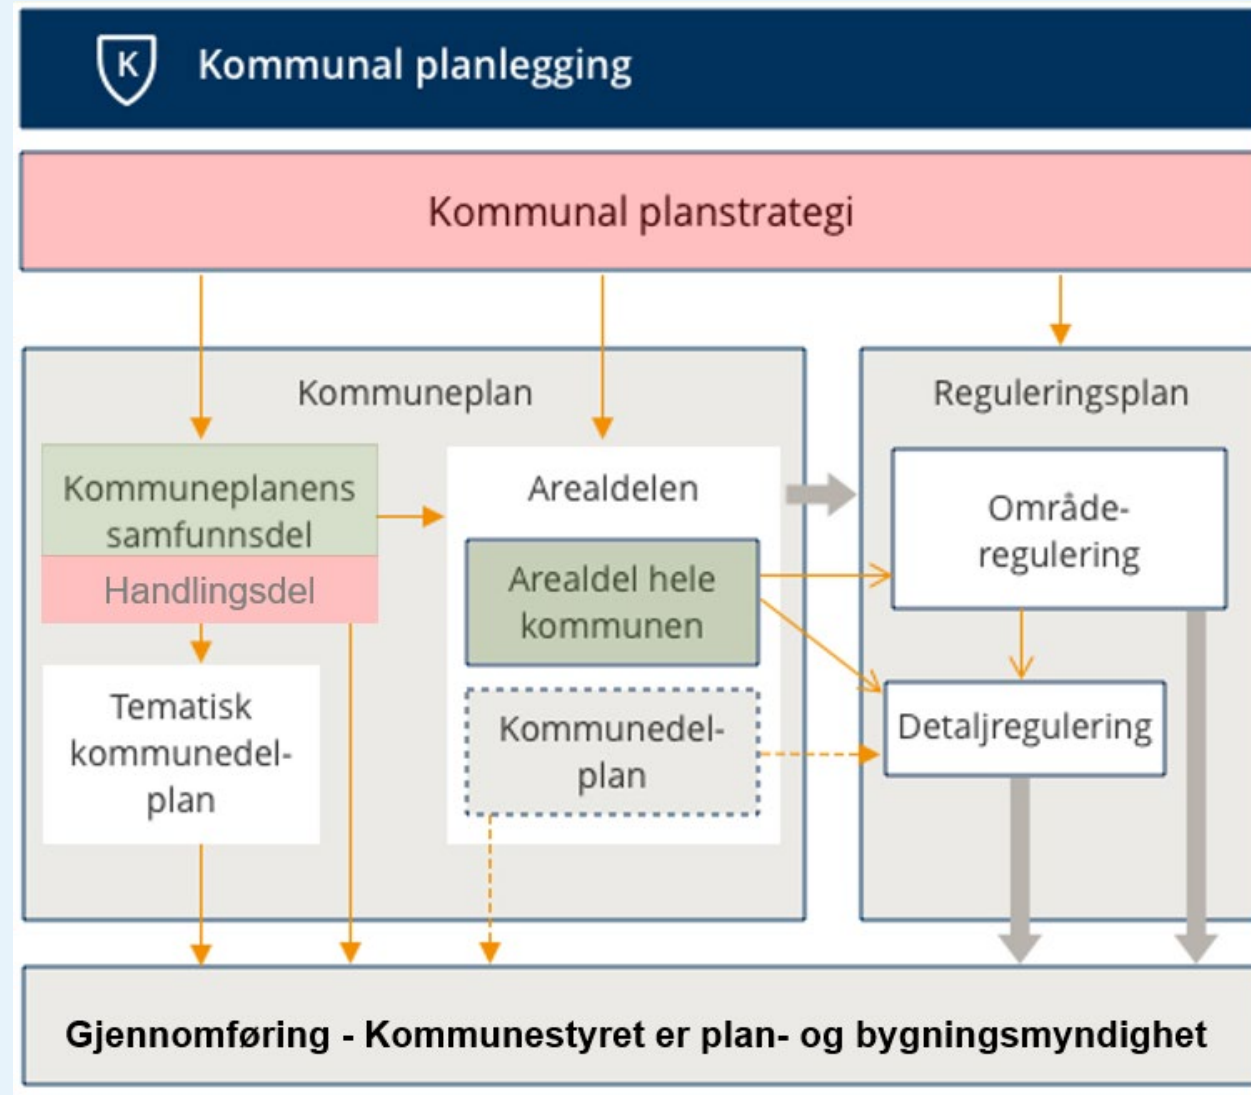 K
Kommunal planlegging
Kommunal planstrategi
Kommuneplan
Kommuneplanens
samfunnsdel
Handlingsdel
Tematisk
kommunedel-
plan
Arealdelen
Arealdel hele
kommunen
Kommunedel-
plan
Reguleringsplan
Område-
regulering
Detaljregulering
Gjennomføring - Kommunestyret er plan- og bygningsmyndighet